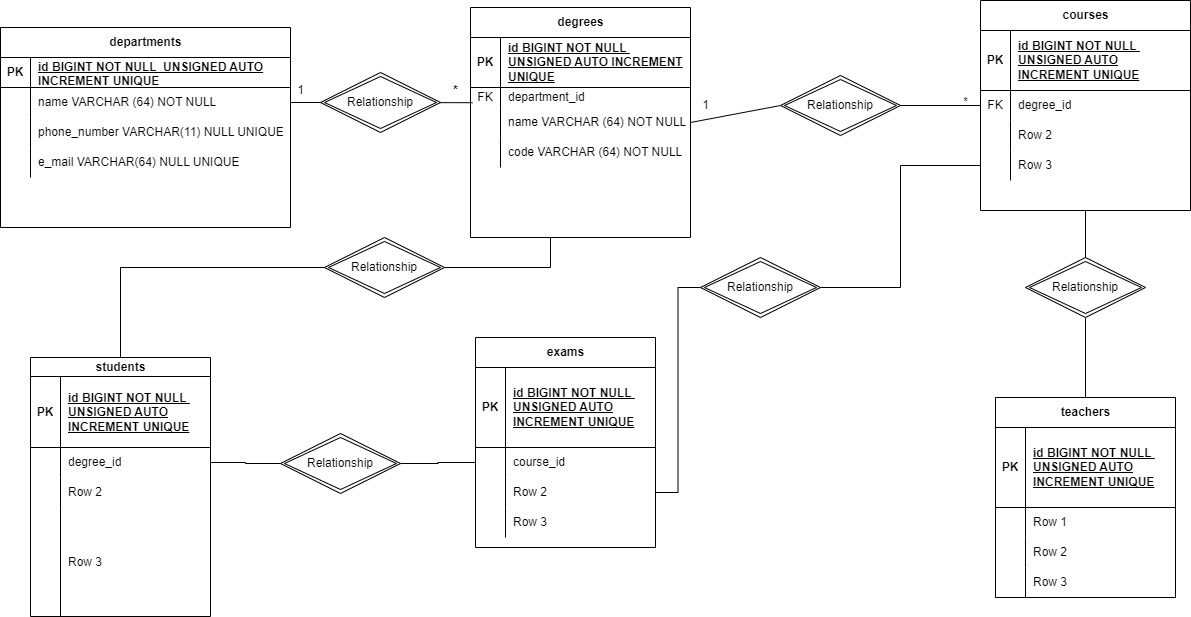 departments
PK
id BIGINT NOT NULL  UNSIGNED AUTO
INCREMENT UNIQUE
name VARCHAR (64) NOT NULL
phone_number VARCHAR(11) NULL UNIQUE
e_mail VARCHAR(64) NULL UNIQUE
1
Relationship
*
degrees
PK
id BIGINT NOT NULL
UNSIGNED AUTO INCREMENT
UNIQUE
FK
department_id
name VARCHAR (64) NOT NULL
code VARCHAR (64) NOT NULL
1
Relationship
*
courses
PK
id BIGINT NOT NULL
UNSIGNED AUTO
INCREMENT UNIQUE
FK
degree_id
Row 2
Row 3
Relationship
Relationship
Relationship
students
PK
id BIGINT NOT NULL
UNSIGNED AUTO
INCREMENT UNIQUE
degree_id
Row 2
Row 3
Relationship
exams
PK
id BIGINT NOT NULL
UNSIGNED AUTO
INCREMENT UNIQUE
course_id
Row 2
Row 3
teachers
PK
id BIGINT NOT NULL
UNSIGNED AUTO
INCREMENT UNIQUE
Row 1
Row 2
Row 3